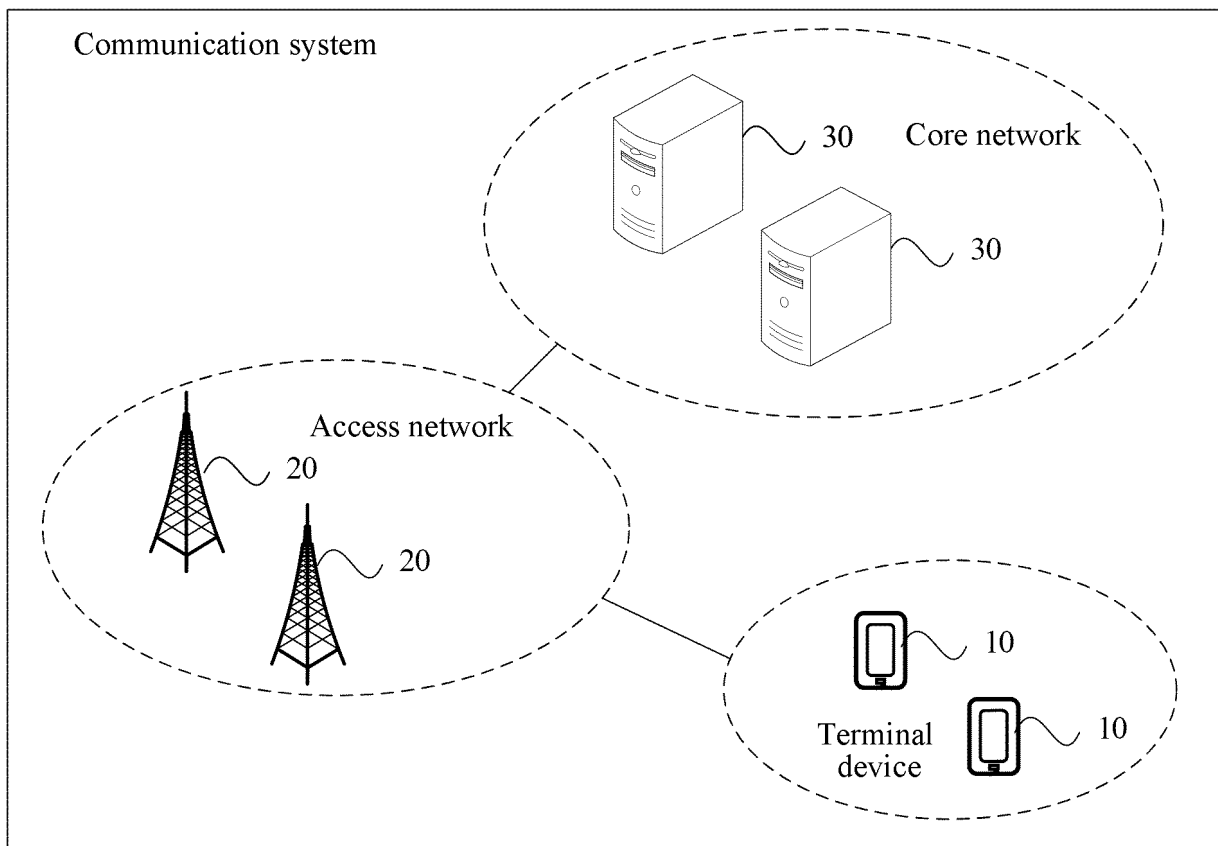 Communication system
30
Core network
30
Access network
20
20
10
10
Terminal
device